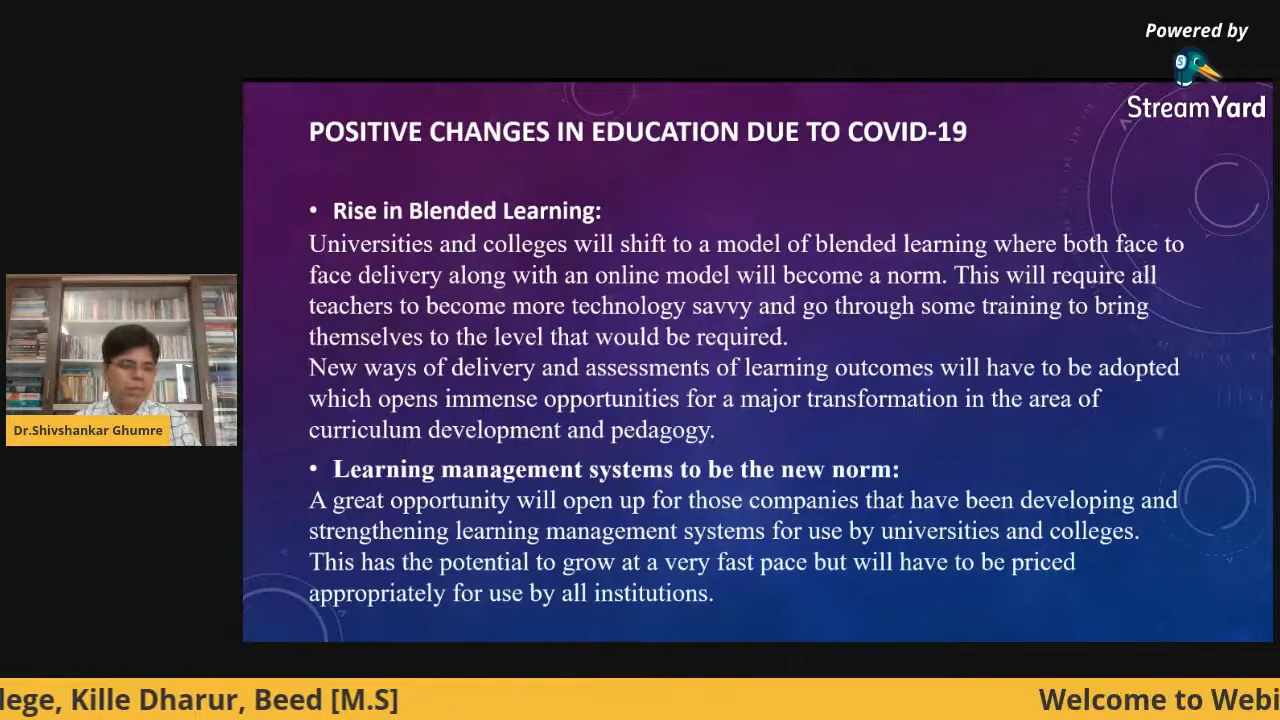 Powered by
StreamYard
POSITIVE CHANGES IN EDUCATION DUE TO COVID-19
• Rise in Blended Learning:
Universities and colleges will shift to a model of blended learning where both face to
face delivery along with an online model will become a norm. This will require all
teachers to become more technology savvy and go through some training to bring
themselves to the level that would be required.
New ways of delivery and assessments of learning outcomes will have to be adopted
which opens immense opportunities for a major transformation in the area of
curriculum development and pedagogy.
• Learning management systems to be the new norm:
A great opportunity will open up for those companies that have been developing and
strengthening learning management systems for use by universities and colleges.
This has the potential to grow at a very fast pace but will have to be priced
appropriately for use by all institutions.
Dr.Shivshankar Ghumre
lege, Kille Dharur, Beed [M.S] Welcome to Webi